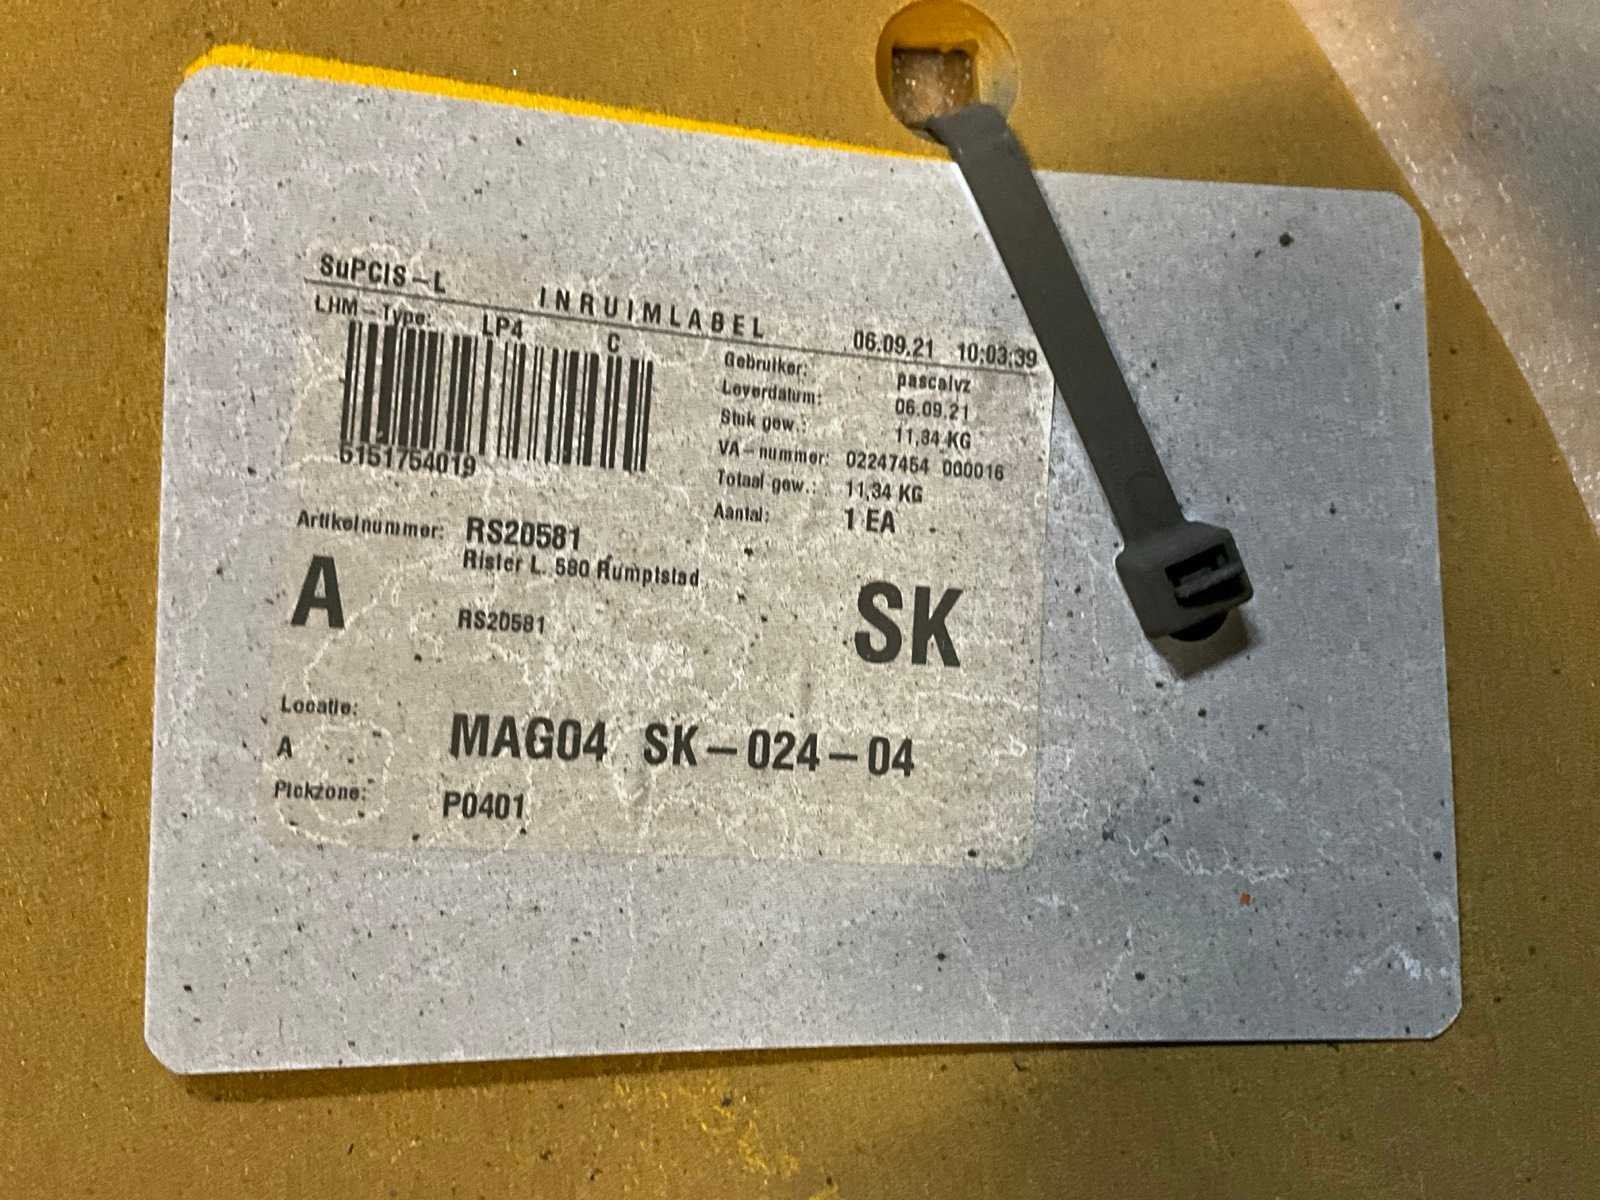 SuPCIS-L INRUIMLABEL 06.09.21 10:03:39
LHM-Type: LP4 C
5151754019
Gebruiker: pascalvz
Leverdatum: 06.09.21
Stuk gew.: 11,34 KG
VA-nummer: 02247454 000016
Totaal gew.: 11,34 KG
Aantal: 1 EA
Artikelnummer: RS20581
Rister L. 580 Rumptstad
A RS20581 SK
Locatie:
A MAG04 SK-024-04
Pickzone: P0401